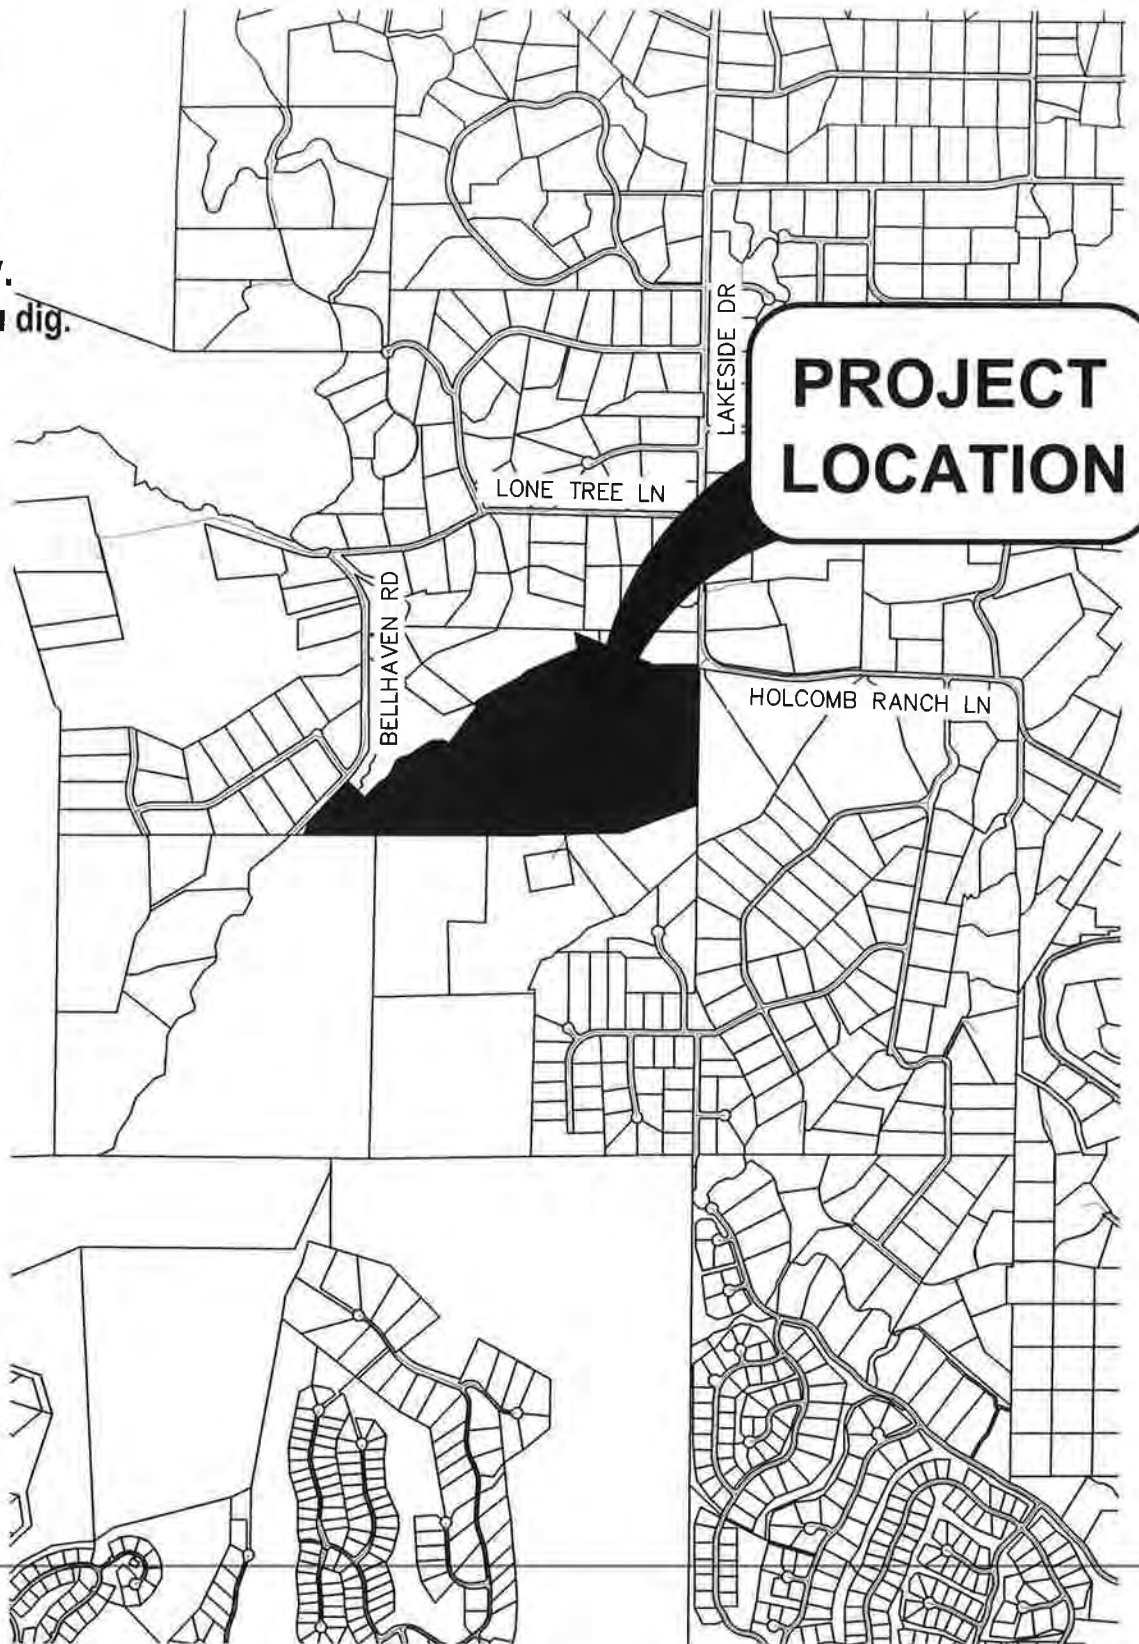 dig.
LAKESIDE DR
PROJECT
LOCATION
LONE TREE LN
BELLHAVEN RD
HOLCOMB RANCH LN